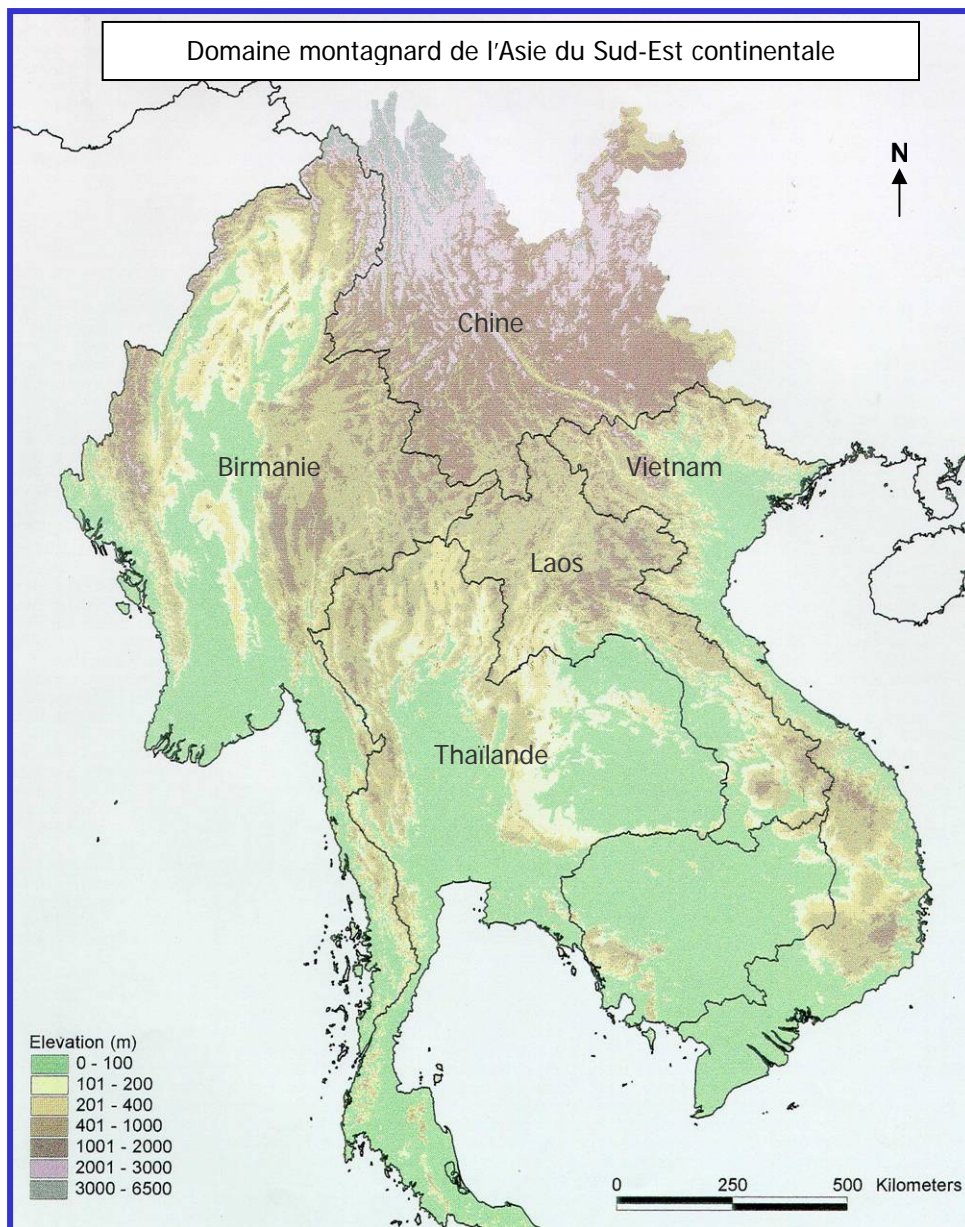 Domaine montagnard de l'Asie du Sud-Est continentale
N
Chine
Birmanie
Vietnam
Laos
Thaïlande
Elevation (m)
0 - 100
101 - 200
201 - 400
401 - 1000
1001 - 2000
2001 - 3000
3000 - 6500
0 250 500 Kilometers